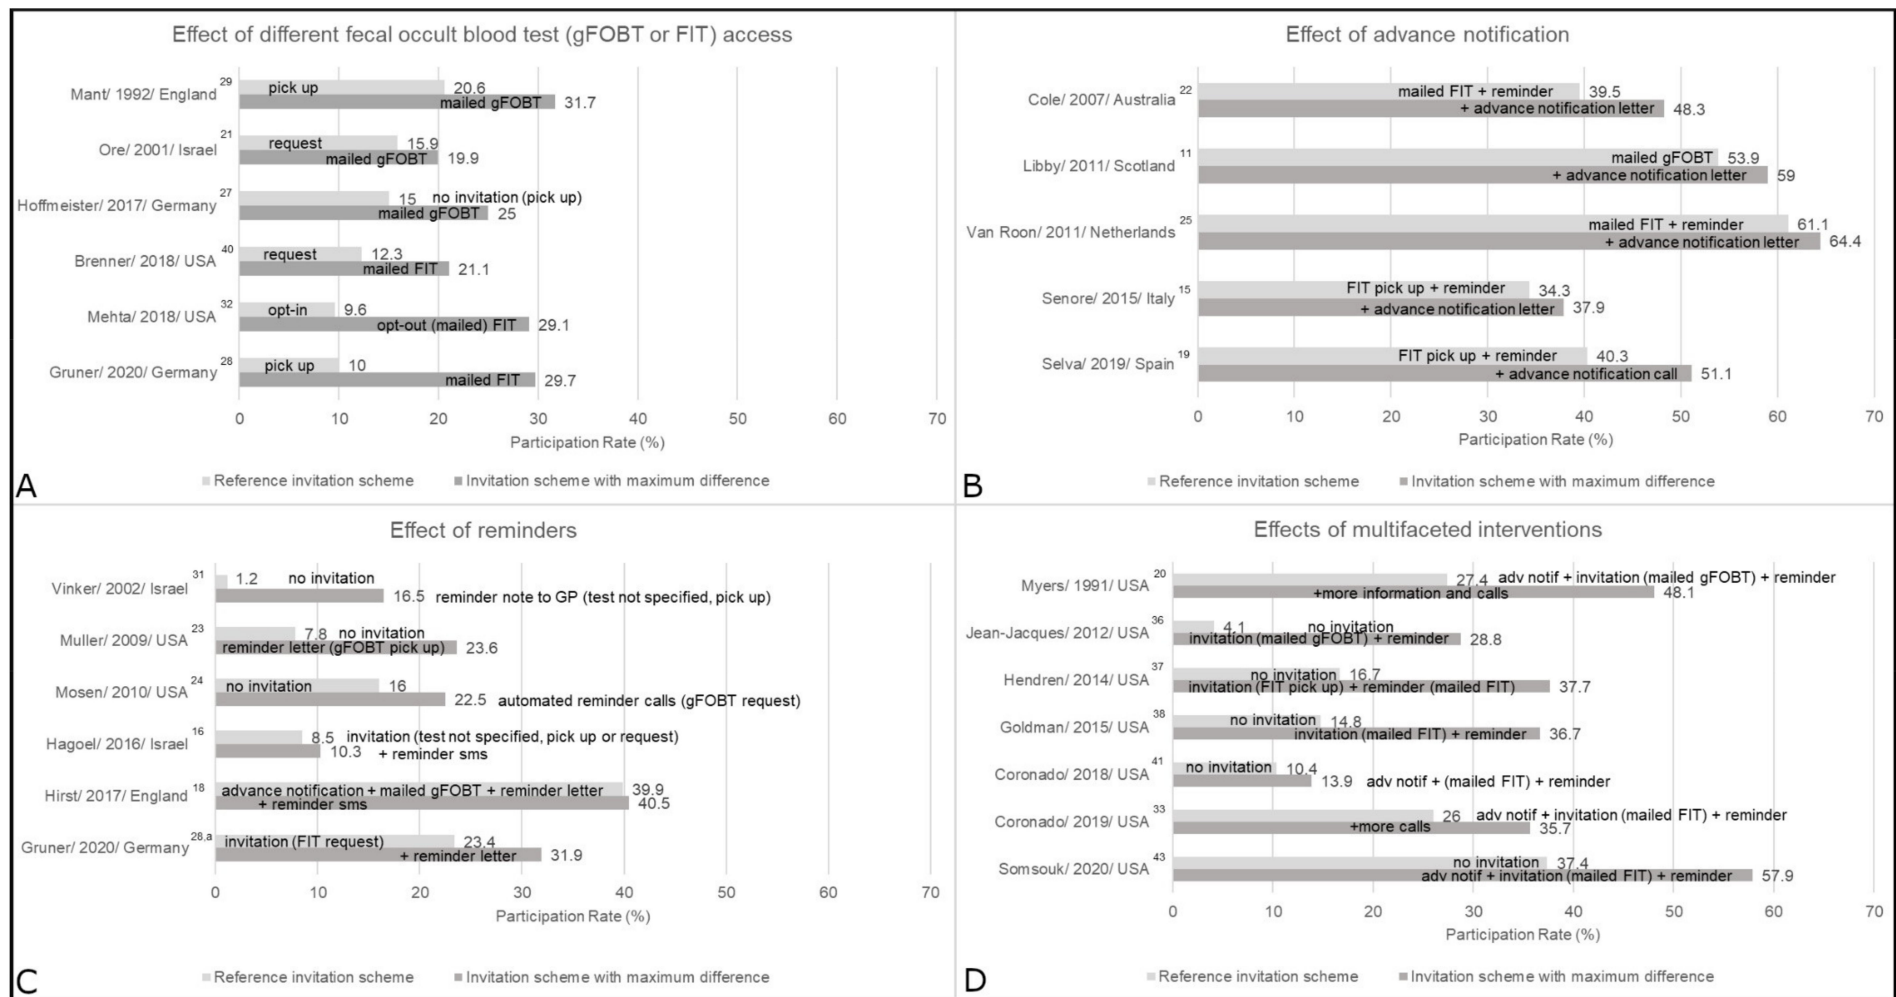 Effect of different fecal occult blood test (gFOBT or FIT) access
Mant/ 1992/ England 29
pick up 20.6
mailed gFOBT 31.7
Ore/ 2001/ Israel 21
request 15.9
mailed gFOBT 19.9
Hoffmeister/ 2017/ Germany 27
15 no invitation (pick up)
mailed gFOBT 25
Brenner/ 2018/ USA 40
request 12.3
mailed FIT 21.1
Mehta/ 2018/ USA 32
opt-in 9.6
opt-out (mailed) FIT 29.1
Gruner/ 2020/ Germany 28
pick up 10
mailed FIT 29.7
0 10 20 30 40 50 60 70
Participation Rate (%)
Reference invitation scheme Invitation scheme with maximum difference
A
Effect of advance notification
Cole/ 2007/ Australia 22
mailed FIT + reminder 39.5
+ advance notification letter 48.3
Libby/ 2011/ Scotland 11
mailed gFOBT 53.9
+ advance notification letter 59
Van Roon/ 2011/ Netherlands 25
mailed FIT + reminder 61.1
+ advance notification letter 64.4
Senore/ 2015/ Italy 15
FIT pick up + reminder 34.3
+ advance notification letter 37.9
Selva/ 2019/ Spain 19
FIT pick up + reminder 40.3
+ advance notification call 51.1
0 10 20 30 40 50 60 70
Participation Rate (%)
Reference invitation scheme Invitation scheme with maximum difference
B
Effect of reminders
Vinker/ 2002/ Israel 31
1.2 no invitation
16.5 reminder note to GP (test not specified, pick up)
Muller/ 2009/ USA 23
7.8 no invitation
reminder letter (gFOBT pick up) 23.6
Mosen/ 2010/ USA 24
no invitation 16
22.5 automated reminder calls (gFOBT request)
Hagoel/ 2016/ Israel 16
8.5 invitation (test not specified, pick up or request)
10.3 + reminder sms
Hirst/ 2017/ England 18
advance notification + mailed gFOBT + reminder letter 39.9
+ reminder sms 40.5
Gruner/ 2020/ Germany 28,a
invitation (FIT request) 23.4
+ reminder letter 31.9
0 10 20 30 40 50 60 70
Participation Rate (%)
Reference invitation scheme Invitation scheme with maximum difference
C
Effects of multifaceted interventions
Myers/ 1991/ USA 20
27.4 adv notif + invitation (mailed gFOBT) + reminder
+more information and calls 48.1
Jean-Jacques/ 2012/ USA 36
4.1 no invitation
invitation (mailed gFOBT) + reminder 28.8
Hendren/ 2014/ USA 37
no invitation 16.7
invitation (FIT pick up) + reminder (mailed FIT) 37.7
Goldman/ 2015/ USA 38
no invitation 14.8
invitation (mailed FIT) + reminder 36.7
Coronado/ 2018/ USA 41
no invitation 10.4
13.9 adv notif + (mailed FIT) + reminder
Coronado/ 2019/ USA 33
26 adv notif + invitation (mailed FIT) + reminder
+more calls 35.7
Somsouk/ 2020/ USA 43
no invitation 37.4
adv notif + invitation (mailed FIT) + reminder 57.9
0 10 20 30 40 50 60 70
Participation Rate (%)
Reference invitation scheme Invitation scheme with maximum difference
D